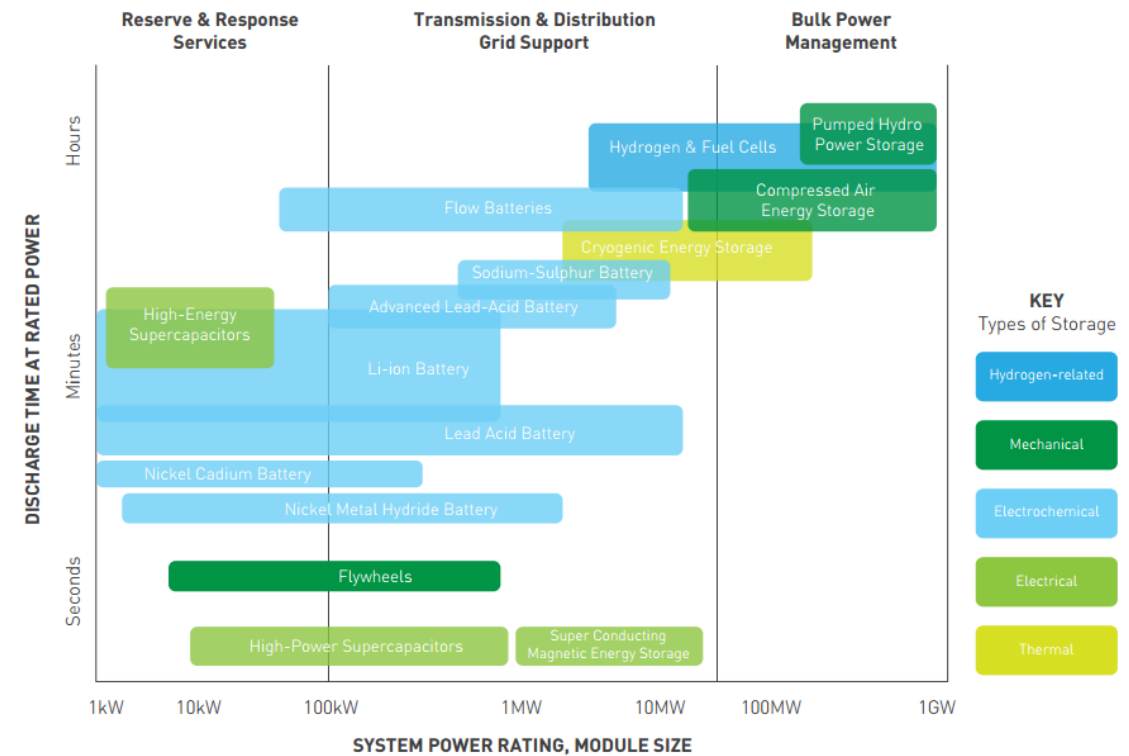 Reserve & Response
Services
Transmission & Distribution
Grid Support
Bulk Power
Management
DISCHARGE TIME AT RATED POWER
Hours
Minutes
Seconds
Pumped Hydro
Power Storage
Hydrogen & Fuel Cells
Compressed Air
Energy Storage
Flow Batteries
Cryogenic Energy Storage
Sodium-Sulphur Battery
Advanced Lead-Acid Battery
High-Energy
Supercapacitors
Li-ion Battery
Lead Acid Battery
Nickel Cadium Battery
Nickel Metal Hydride Battery
Flywheels
High-Power Supercapacitors
Super Conducting
Magnetic Energy Storage
1kW
10kW
100kW
1MW
10MW
100MW
1GW
SYSTEM POWER RATING, MODULE SIZE
KEY
Types of Storage
Hydrogen-related
Mechanical
Electrochemical
Electrical
Thermal